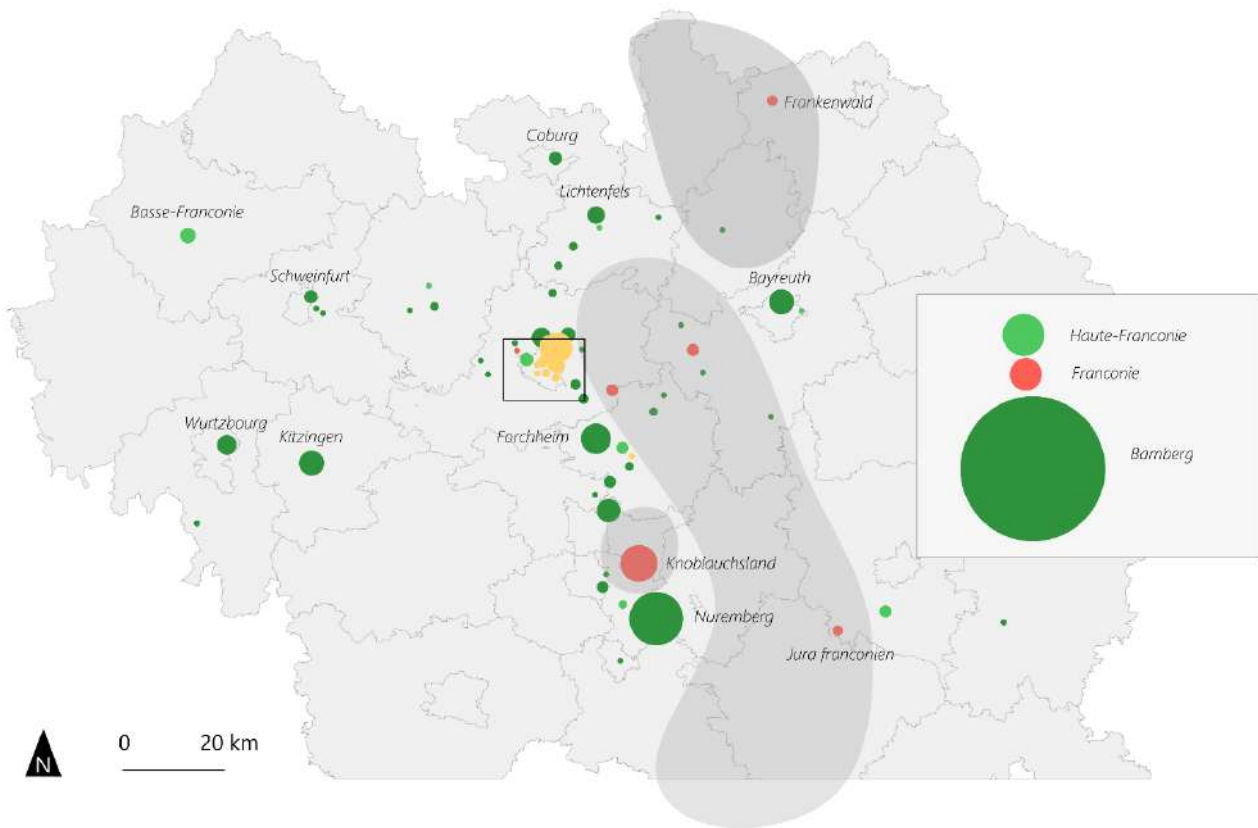 Frankenwald
Coburg
Lichtenfels
Basse-Franconie
Schweinfurt
Bayreuth
Haute-Franconie
Franconie
Wurtzbourg
Kitzingen
Forchheim
Bamberg
Knoblauchsland
Nuremberg
Jura franconien
0 20 km
N